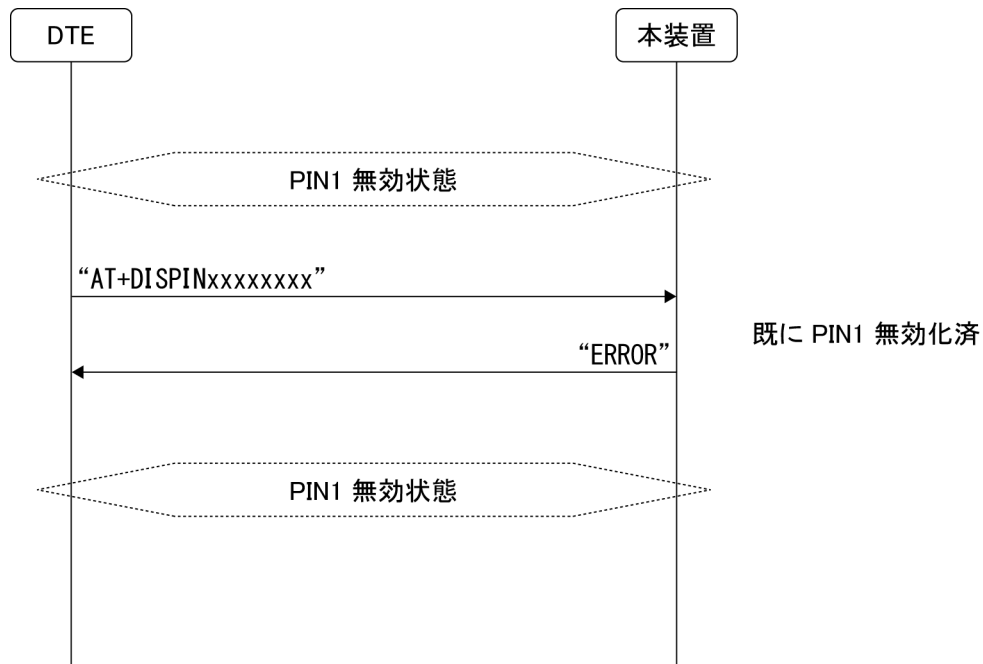 DTE
本装置
PIN1 無効状態
“AT+DISPINxxxxxxxx”
既に PIN1 無効化済
“ERROR”
PIN1 無効状態